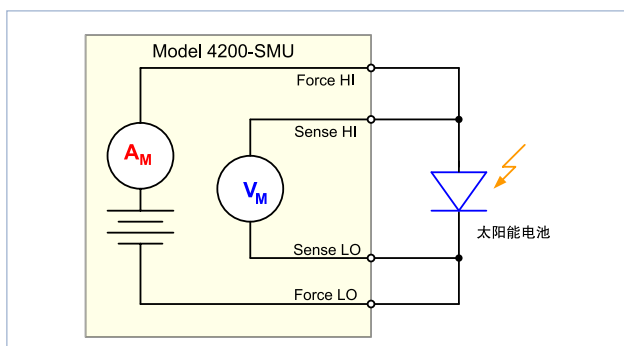 Model 4200-SMU
Force HI
Sense HI
AM
VM
太阳能电池
Sense LO
Force LO